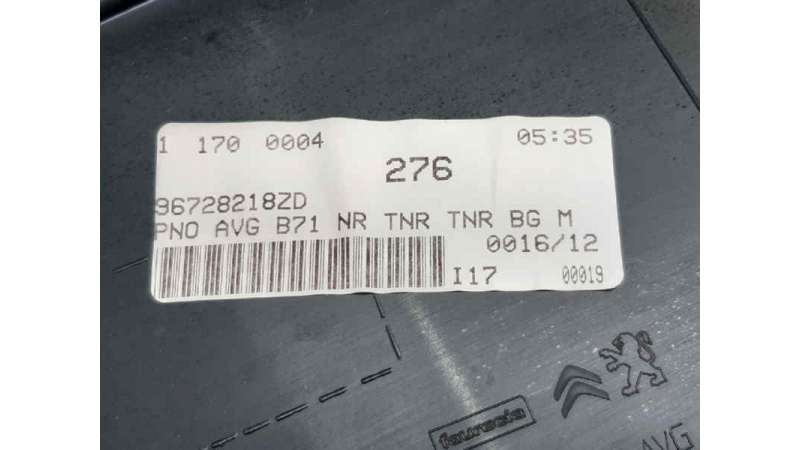 1 170 0004 05:35
276
96728218ZD
PNO AVG B71 NR TNR TNR BG M
0016/12
I17 00019
faurecia
AVG